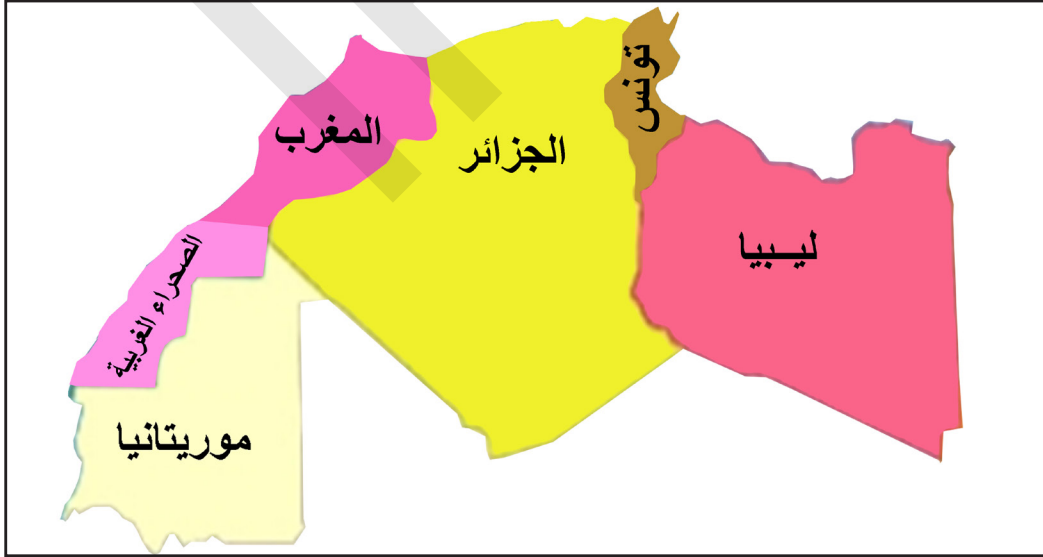 تونس
المغرب
الجزائر
ليــبيا
الصحراء الغربية
موريتانيا